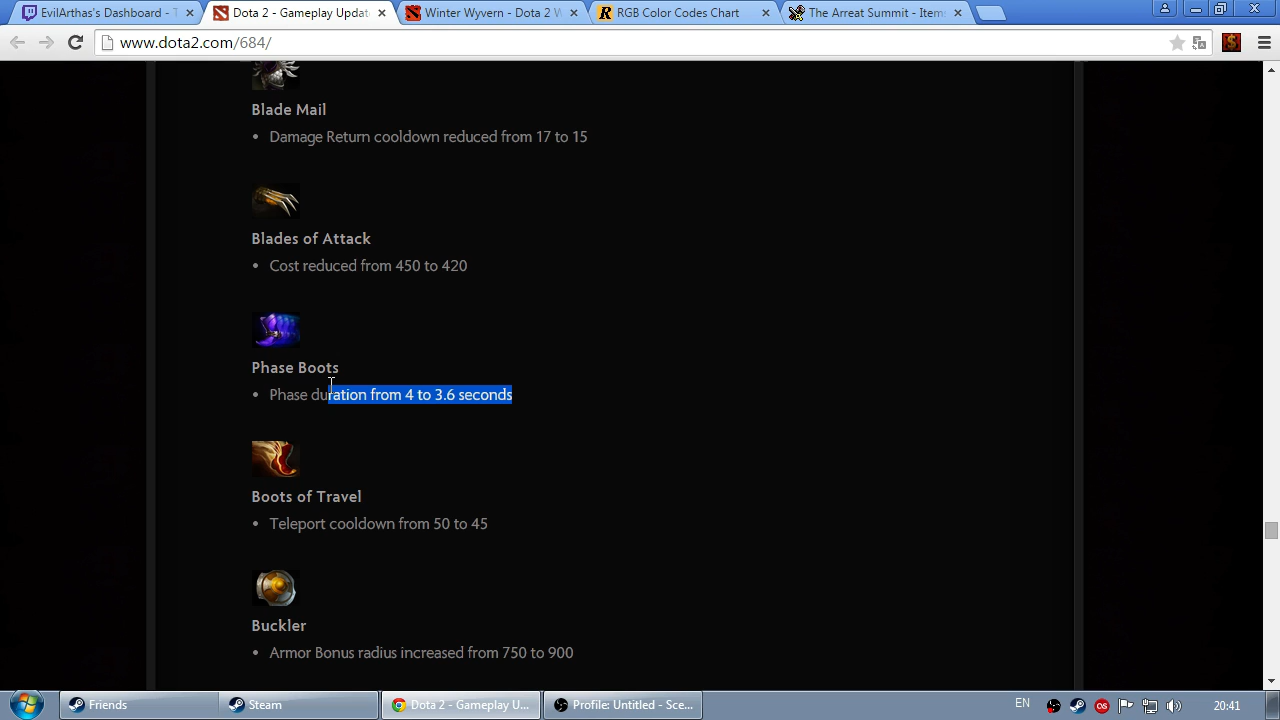 EvilArthas's Dashboard - T
Dota 2 - Gameplay Updat
Winter Wyvern - Dota 2 W
RGB Color Codes Chart
The Arreat Summit - Item
www.dota2.com/684/
Blade Mail
• Damage Return cooldown reduced from 17 to 15
Blades of Attack
• Cost reduced from 450 to 420
Phase Boots
• Phase duration from 4 to 3.6 seconds
Boots of Travel
• Teleport cooldown from 50 to 45
Buckler
• Armor Bonus radius increased from 750 to 900
Friends
Steam
Dota 2 - Gameplay U...
Profile: Untitled - Sce...
EN
20:41